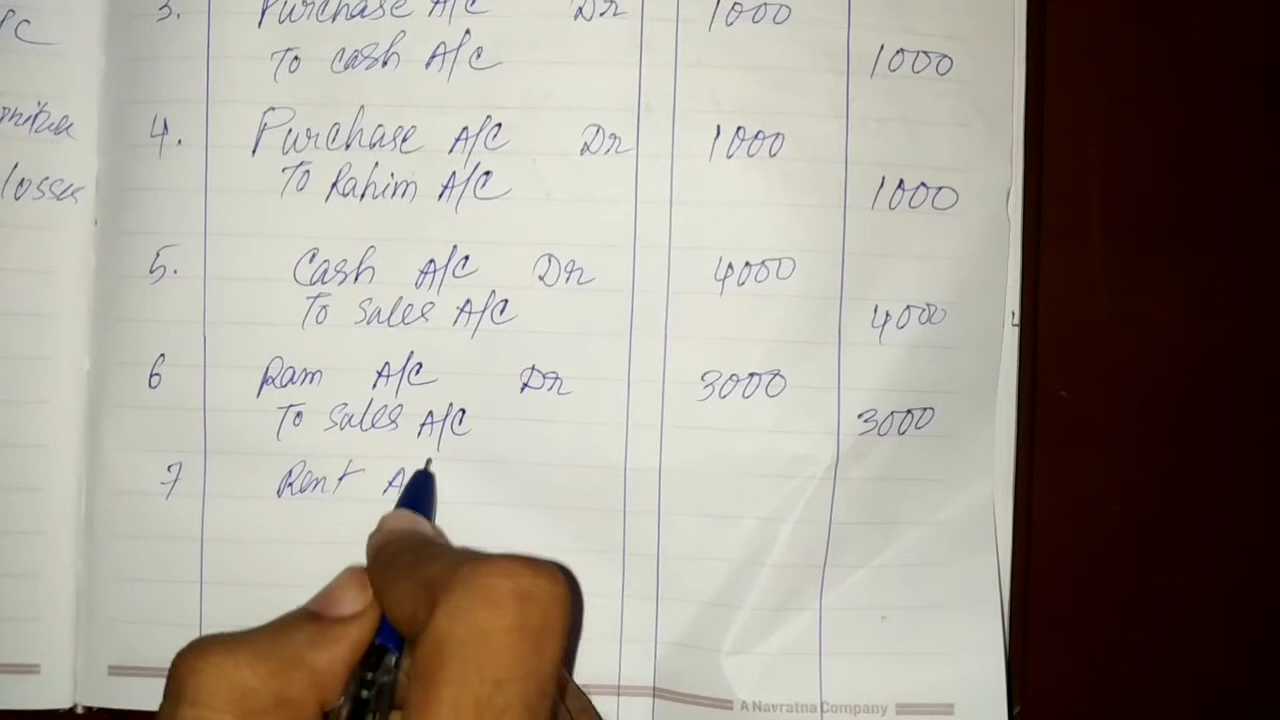 3. Purchase A/C Dr 1000
To cash A/C 1000
4. Purchase A/C Dr 1000
To Rahim A/C 1000
5. Cash A/C Dr 4000
To Sales A/C 4000
6 Ram A/C Dr 3000
To Sales A/C 3000
7 Rent A
A Navratna Company